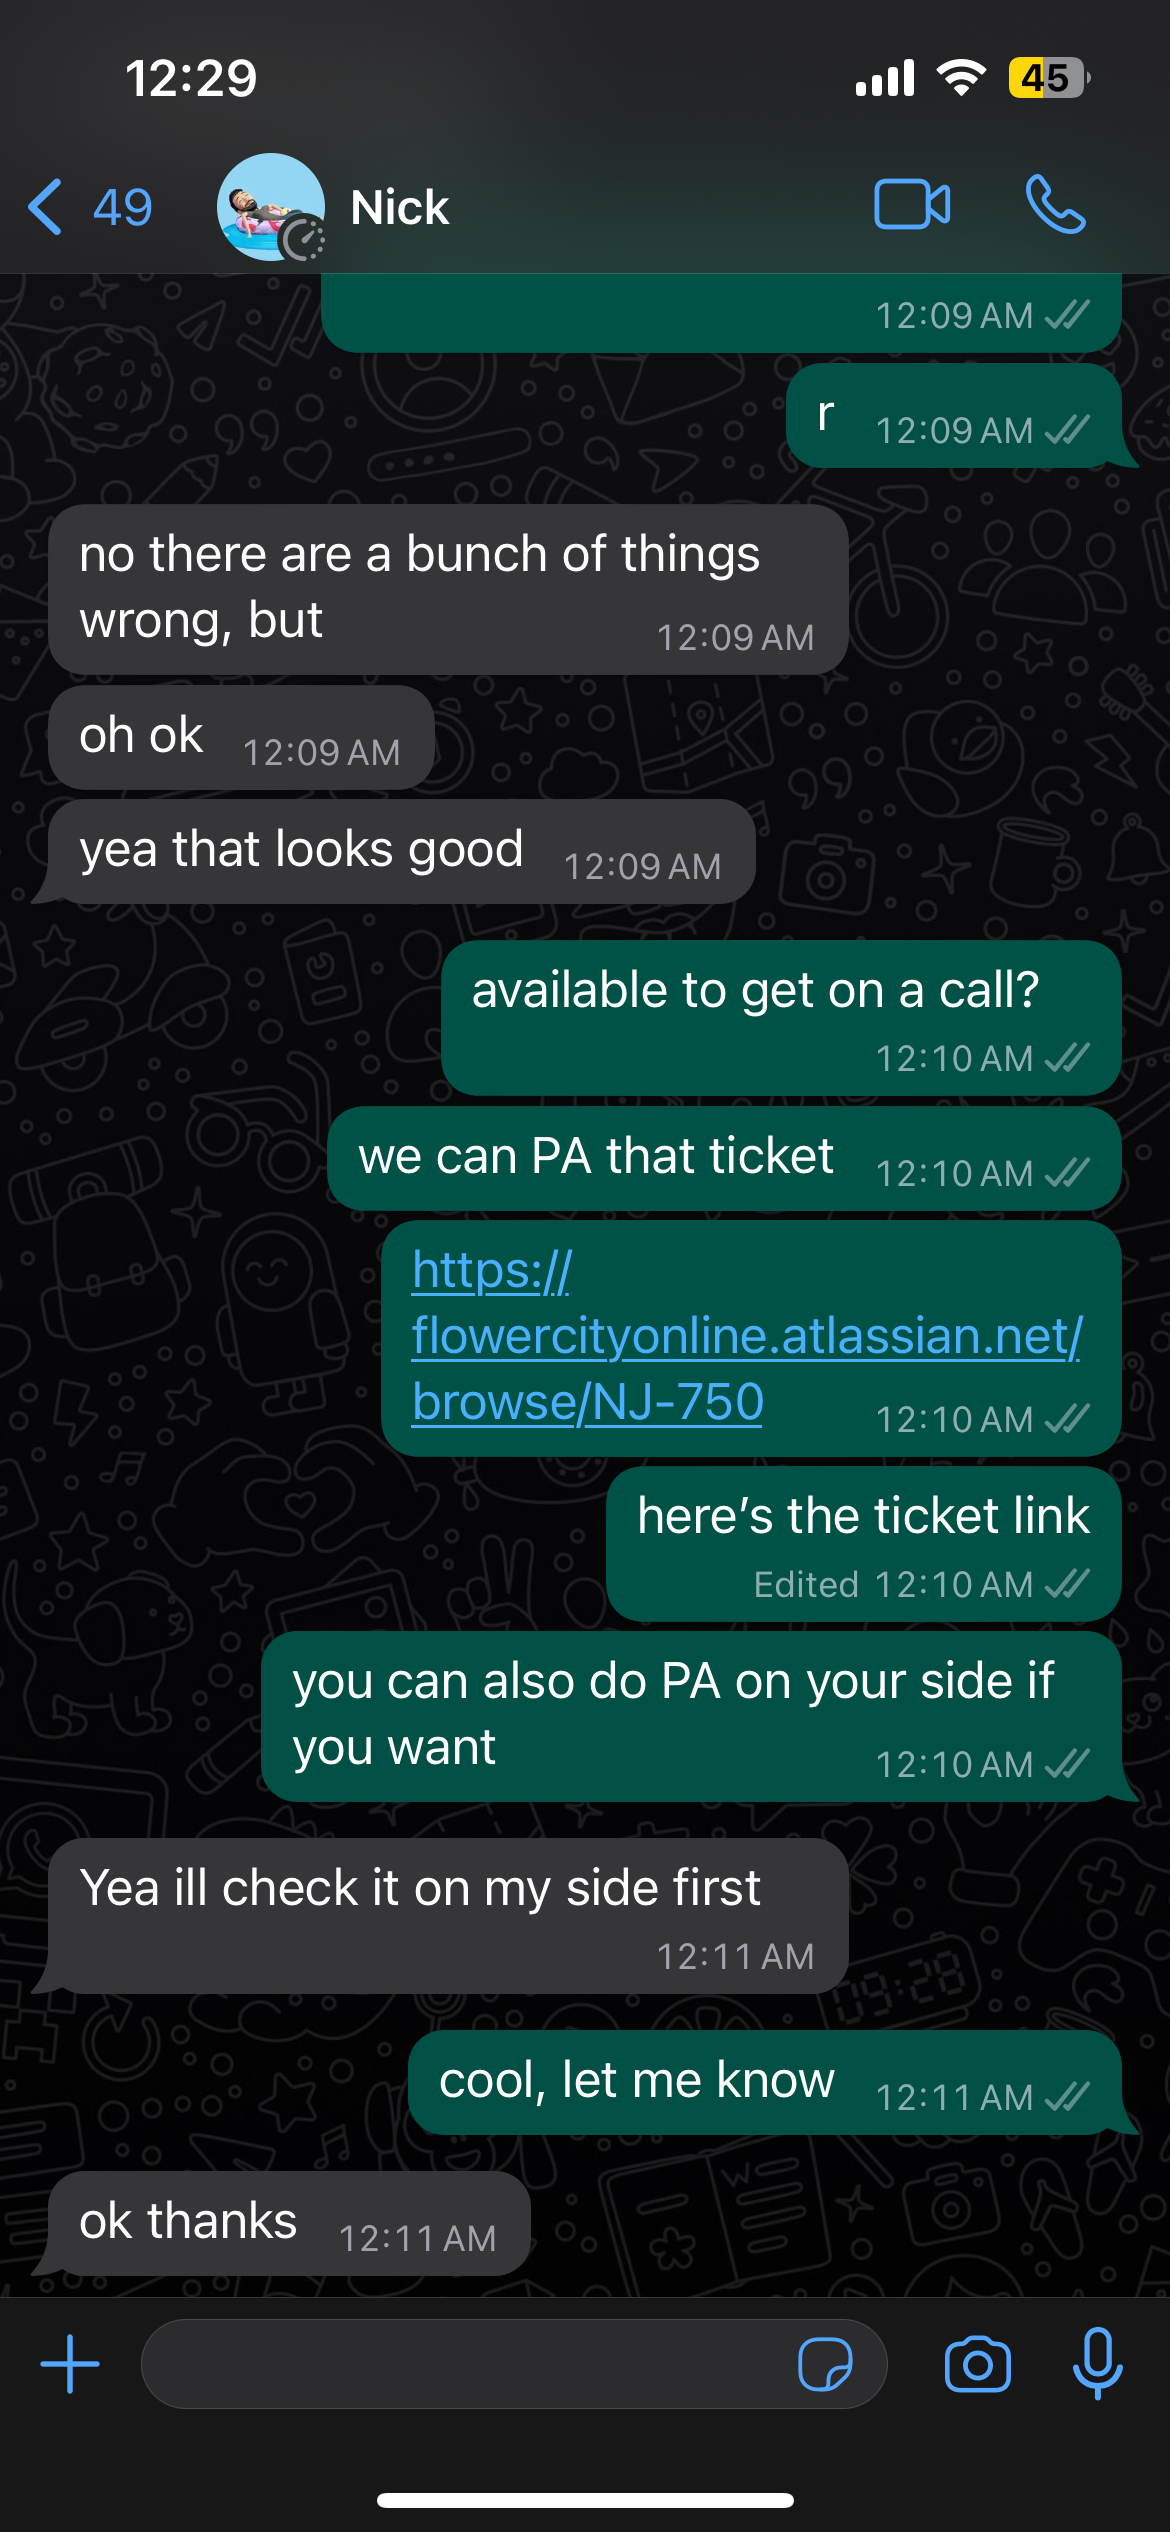 12:29
45
49
Nick
12:09 AM
r 12:09 AM
no there are a bunch of things
wrong, but 12:09 AM
oh ok 12:09 AM
yea that looks good 12:09 AM
available to get on a call?
12:10 AM
we can PA that ticket 12:10 AM
https://
flowercityonline.atlassian.net/
browse/NJ-750 12:10 AM
here’s the ticket link
Edited 12:10 AM
you can also do PA on your side if
you want 12:10 AM
Yea ill check it on my side first
12:11 AM
09:28
cool, let me know 12:11 AM
W
ok thanks 12:11 AM